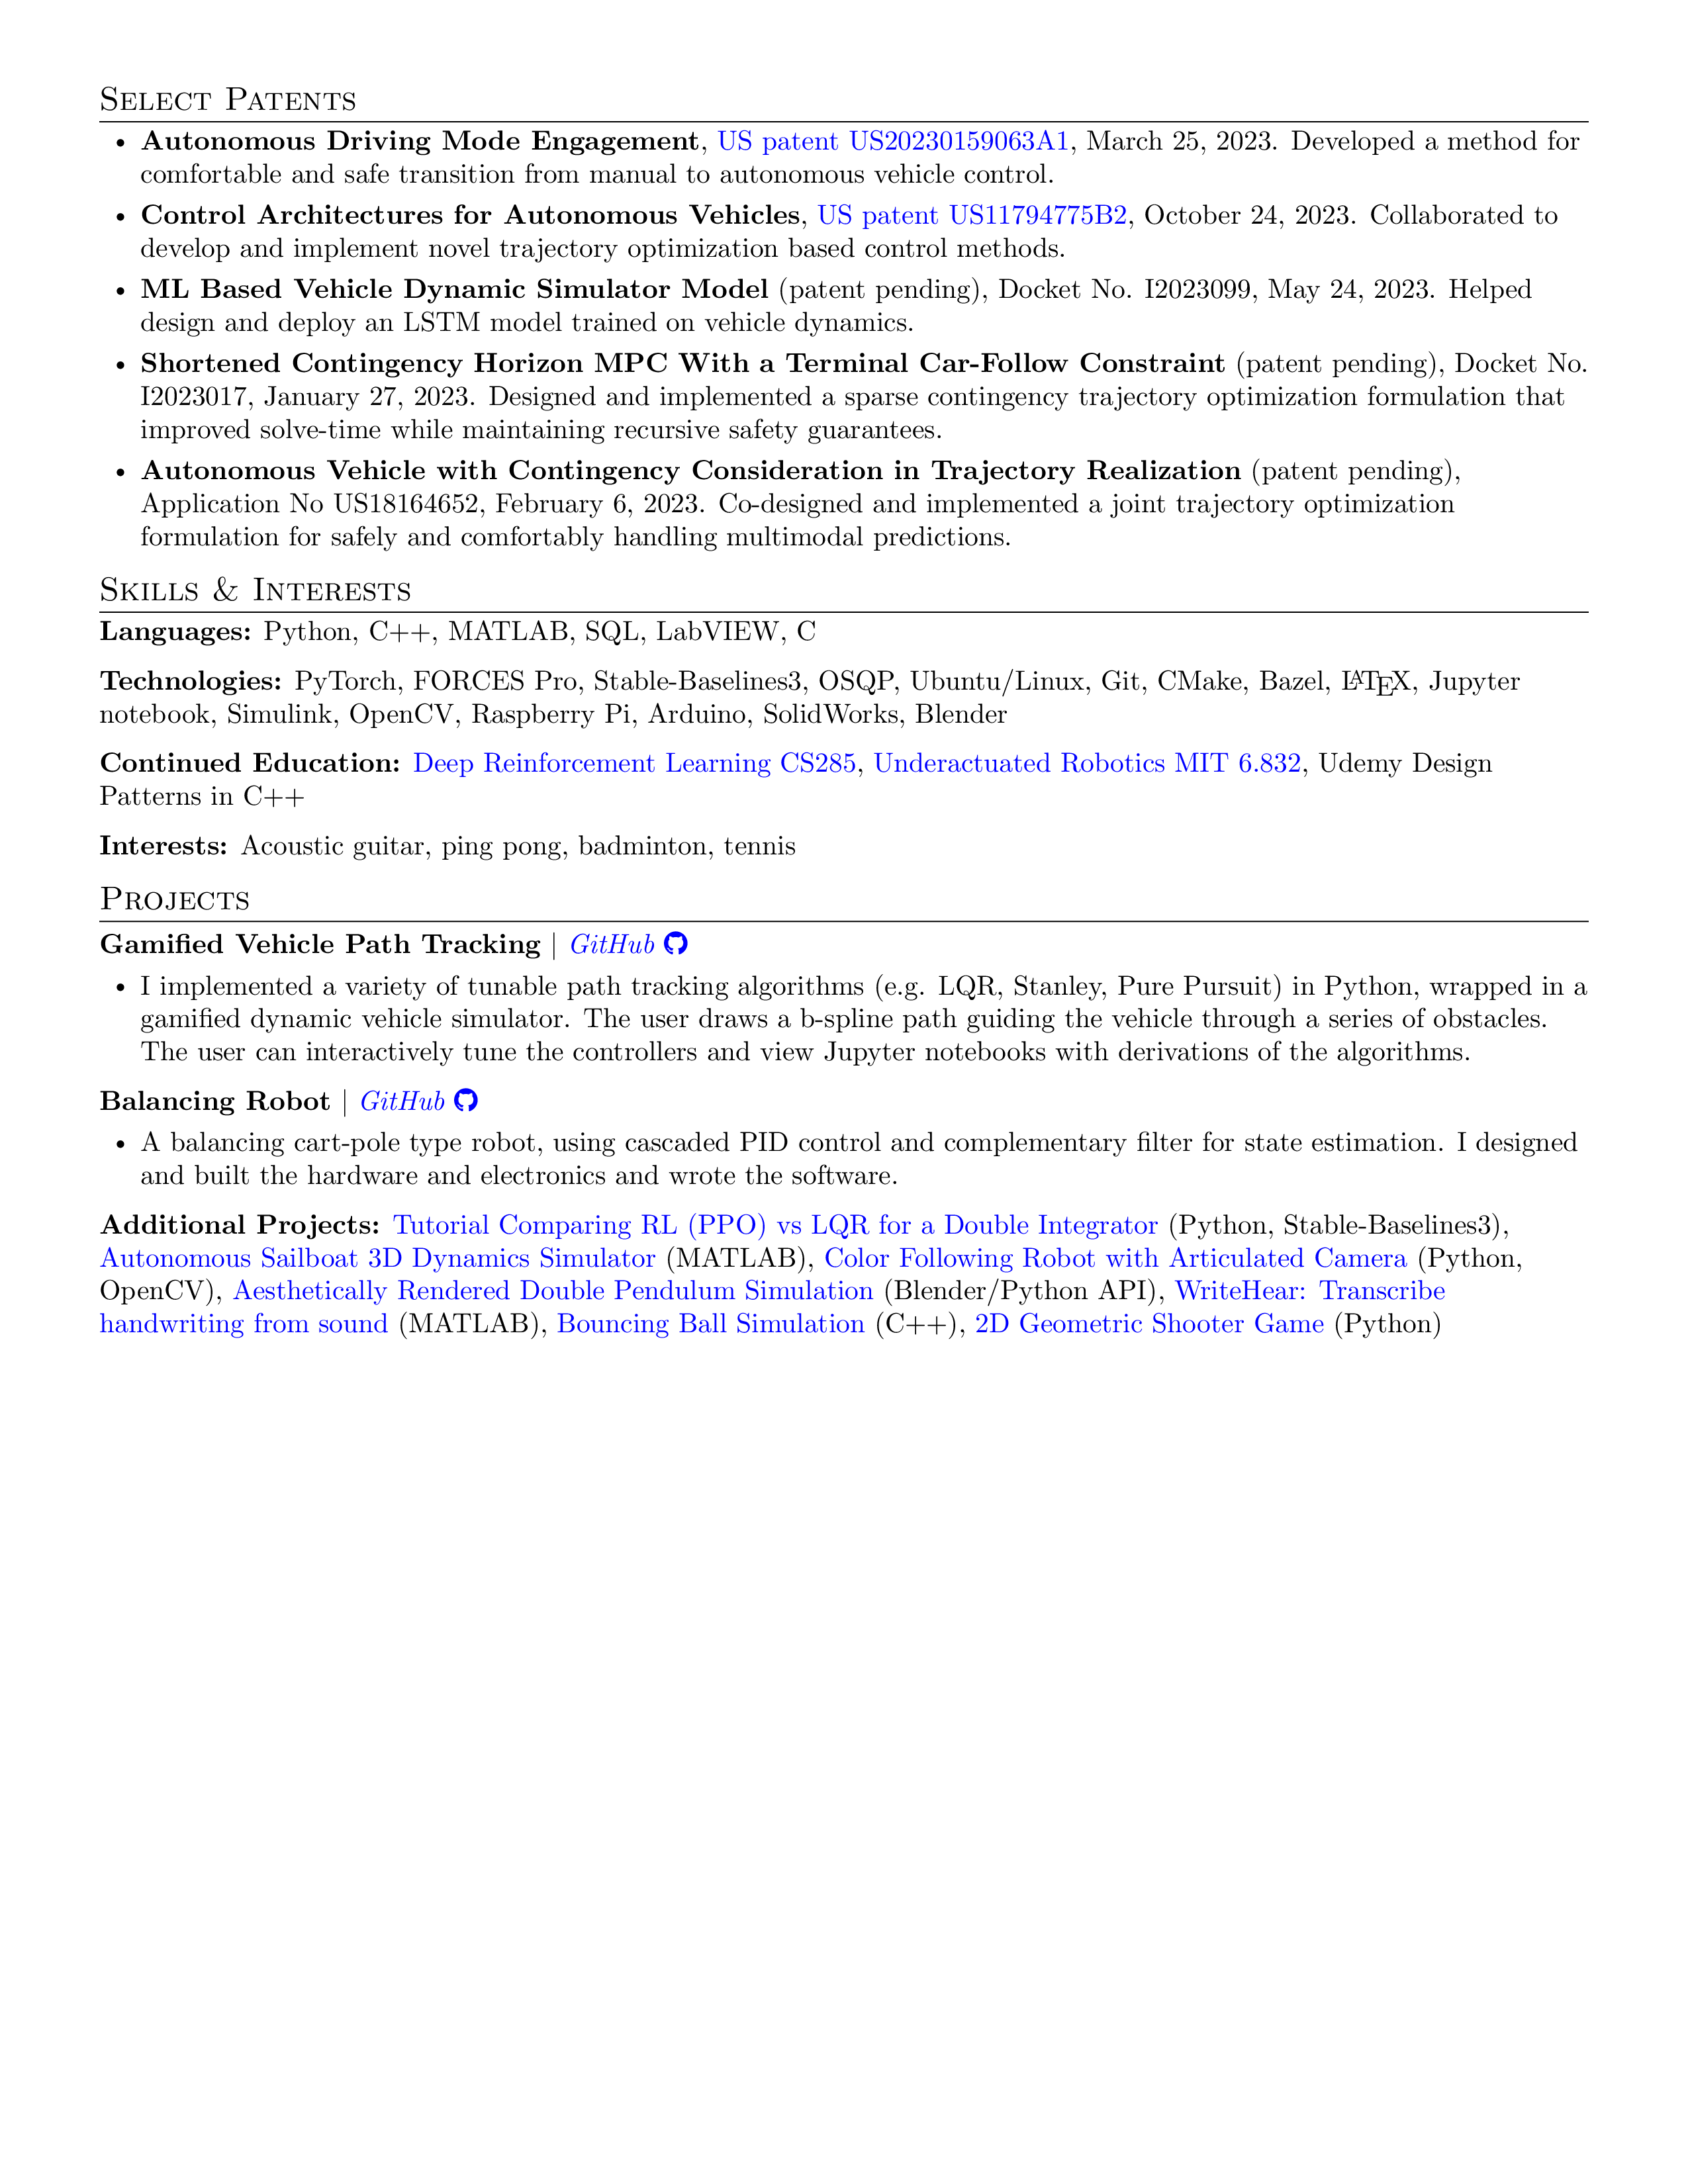 Select Patents
• Autonomous Driving Mode Engagement, US patent US20230159063A1, March 25, 2023. Developed a method for
comfortable and safe transition from manual to autonomous vehicle control.
• Control Architectures for Autonomous Vehicles, US patent US11794775B2, October 24, 2023. Collaborated to
develop and implement novel trajectory optimization based control methods.
• ML Based Vehicle Dynamic Simulator Model (patent pending), Docket No. I2023099, May 24, 2023. Helped
design and deploy an LSTM model trained on vehicle dynamics.
• Shortened Contingency Horizon MPC With a Terminal Car-Follow Constraint (patent pending), Docket No.
I2023017, January 27, 2023. Designed and implemented a sparse contingency trajectory optimization formulation that
improved solve-time while maintaining recursive safety guarantees.
• Autonomous Vehicle with Contingency Consideration in Trajectory Realization (patent pending),
Application No US18164652, February 6, 2023. Co-designed and implemented a joint trajectory optimization
formulation for safely and comfortably handling multimodal predictions.
Skills & Interests
Languages: Python, C++, MATLAB, SQL, LabVIEW, C
Technologies: PyTorch, FORCES Pro, Stable-Baselines3, OSQP, Ubuntu/Linux, Git, CMake, Bazel, LATEX, Jupyter
notebook, Simulink, OpenCV, Raspberry Pi, Arduino, SolidWorks, Blender
Continued Education: Deep Reinforcement Learning CS285, Underactuated Robotics MIT 6.832, Udemy Design
Patterns in C++
Interests: Acoustic guitar, ping pong, badminton, tennis
Projects
Gamified Vehicle Path Tracking | GitHub
• I implemented a variety of tunable path tracking algorithms (e.g. LQR, Stanley, Pure Pursuit) in Python, wrapped in a
gamified dynamic vehicle simulator. The user draws a b-spline path guiding the vehicle through a series of obstacles.
The user can interactively tune the controllers and view Jupyter notebooks with derivations of the algorithms.
Balancing Robot | GitHub
• A balancing cart-pole type robot, using cascaded PID control and complementary filter for state estimation. I designed
and built the hardware and electronics and wrote the software.
Additional Projects: Tutorial Comparing RL (PPO) vs LQR for a Double Integrator (Python, Stable-Baselines3),
Autonomous Sailboat 3D Dynamics Simulator (MATLAB), Color Following Robot with Articulated Camera (Python,
OpenCV), Aesthetically Rendered Double Pendulum Simulation (Blender/Python API), WriteHear: Transcribe
handwriting from sound (MATLAB), Bouncing Ball Simulation (C++), 2D Geometric Shooter Game (Python)